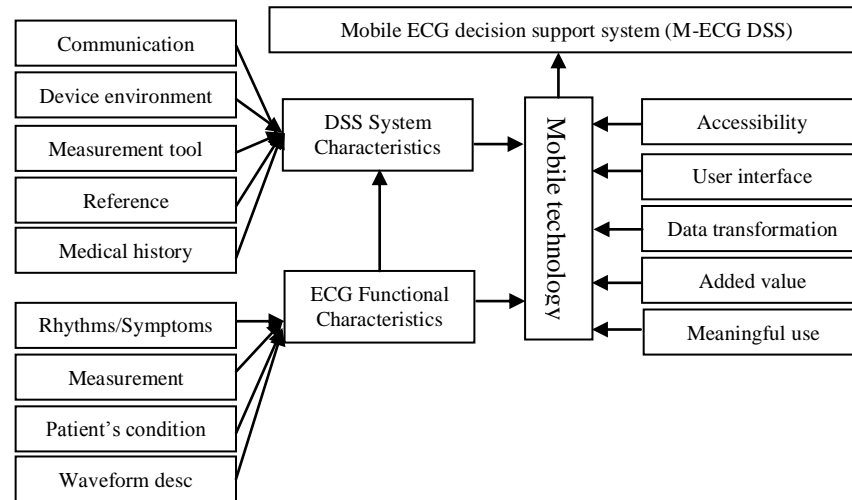 Mobile ECG decision support system (M-ECG DSS)
Communication
Device environment
Measurement tool
Reference
Medical history
DSS System
Characteristics
Rhythms/Symptoms
Measurement
Patient’s condition
Waveform desc
ECG Functional
Characteristics
Mobile technology
Accessibility
User interface
Data transformation
Added value
Meaningful use